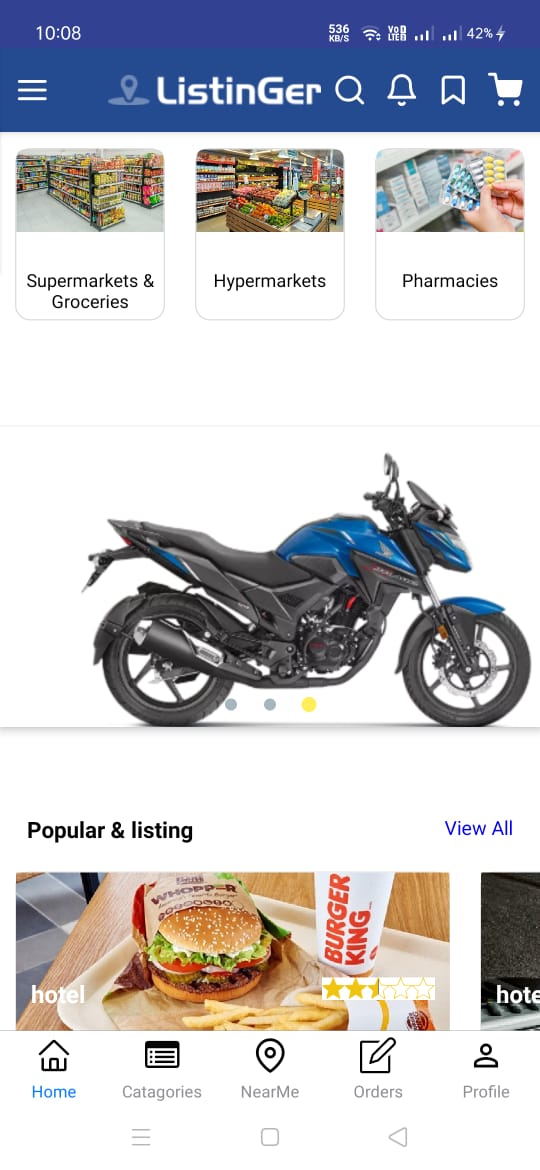 10:08
536
KB/S
Vo
LTE
42%
ListinGer
Supermarkets &
Groceries
Hypermarkets
Pharmacies
Popular & listing
View All
WHOPP-R
BURGER
KING
hotel
hote
Home
Catagories
NearMe
Orders
Profile